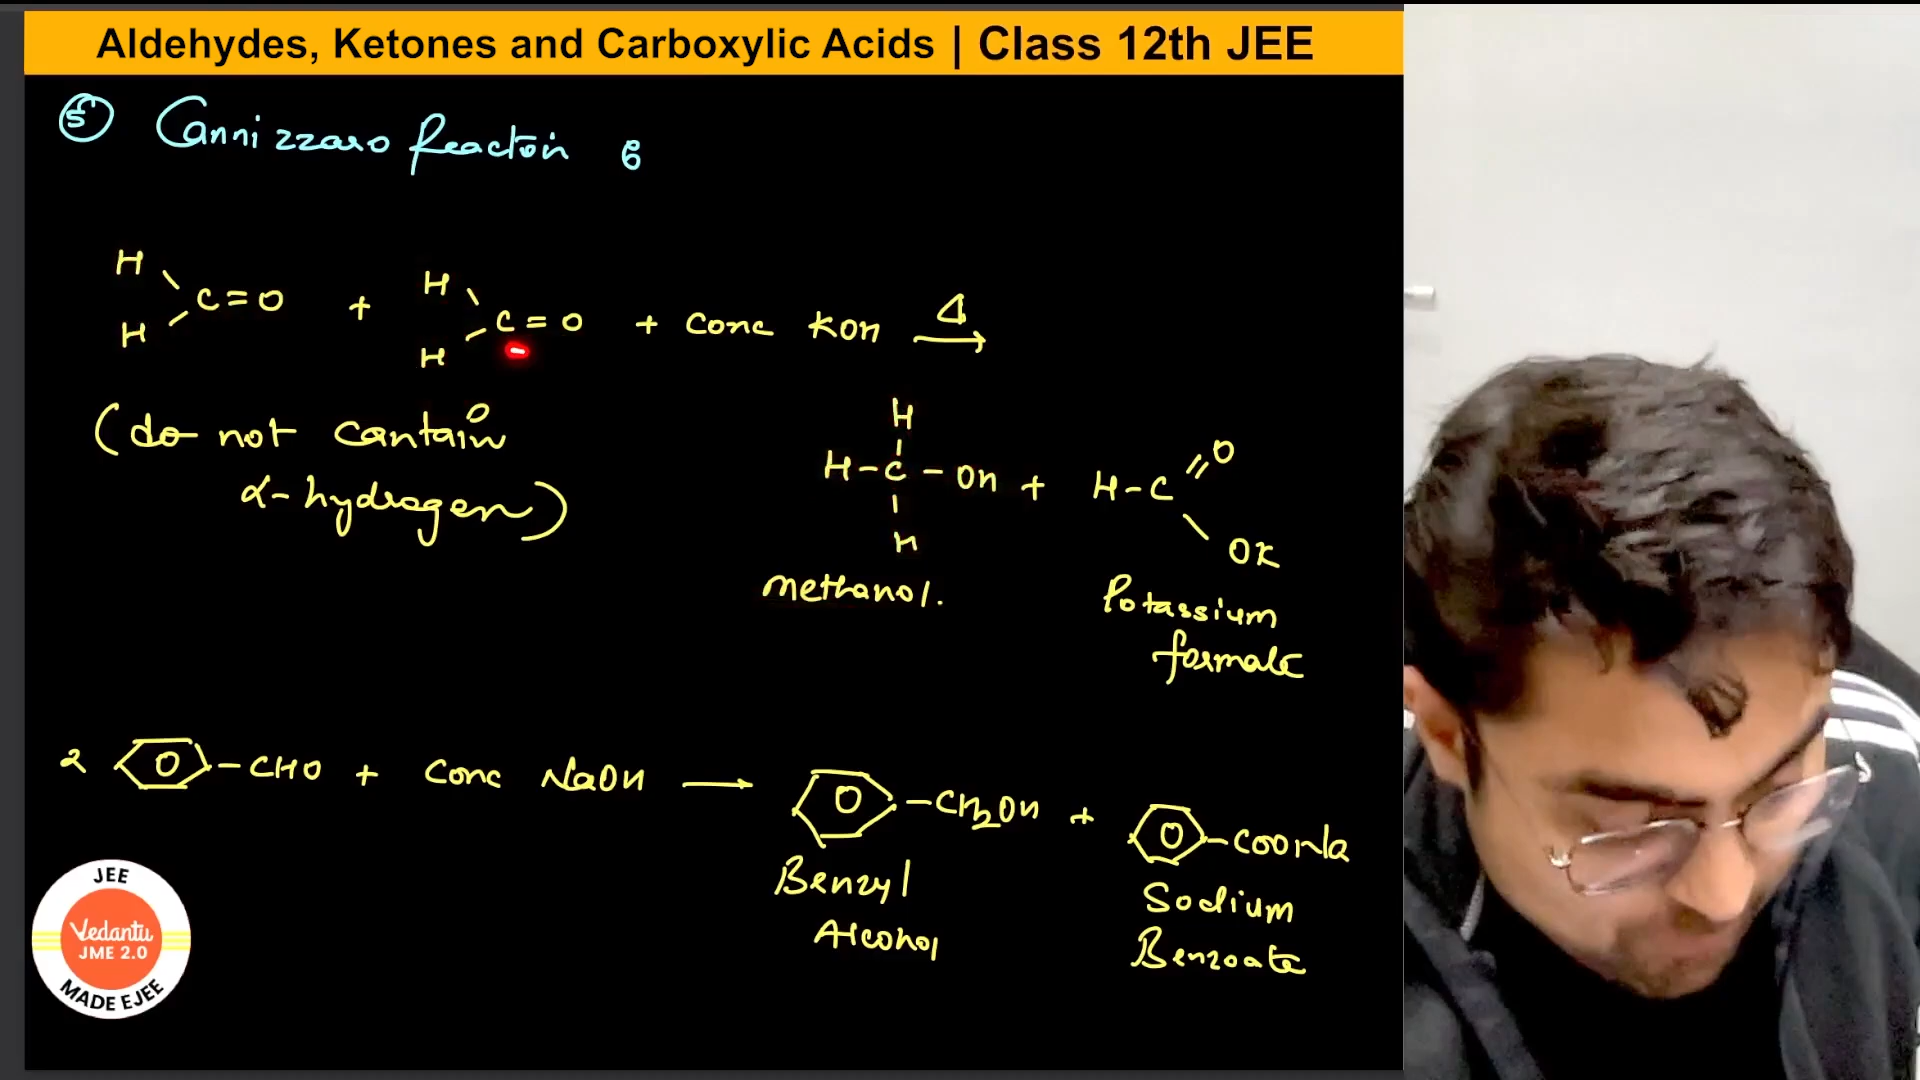 Aldehydes, Ketones and Carboxylic Acids | Class 12th JEE
5 Cannizzaro Reaction :
H
H
C=O + C=O + Conc KOH Δ
H
H
(do not contain
α-hydrogen)
H
H-C-OH + H-C=O
H
OK
methanol.
Potassium
formate
2 -CHO + Conc NaOH → -CH2OH + -COONa
Benzyl
Alcohol
Sodium
Benzoate
JEE
Vedantu
JME 2.0
MADE EJEE